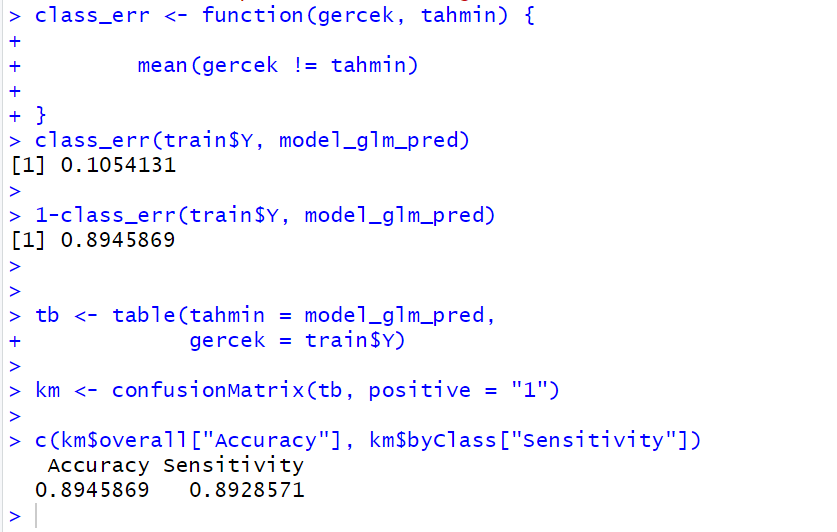 > class_err <- function(gercek, tahmin) {
+
+         mean(gercek != tahmin)
+
+ }
> class_err(train$Y, model_glm_pred)
[1] 0.1054131
>
> 1-class_err(train$Y, model_glm_pred)
[1] 0.8945869
>
>
> tb <- table(tahmin = model_glm_pred,
+             gercek = train$Y)
>
> km <- confusionMatrix(tb, positive = "1")
>
> c(km$overall["Accuracy"], km$byClass["Sensitivity"])
   Accuracy Sensitivity
  0.8945869   0.8928571
>